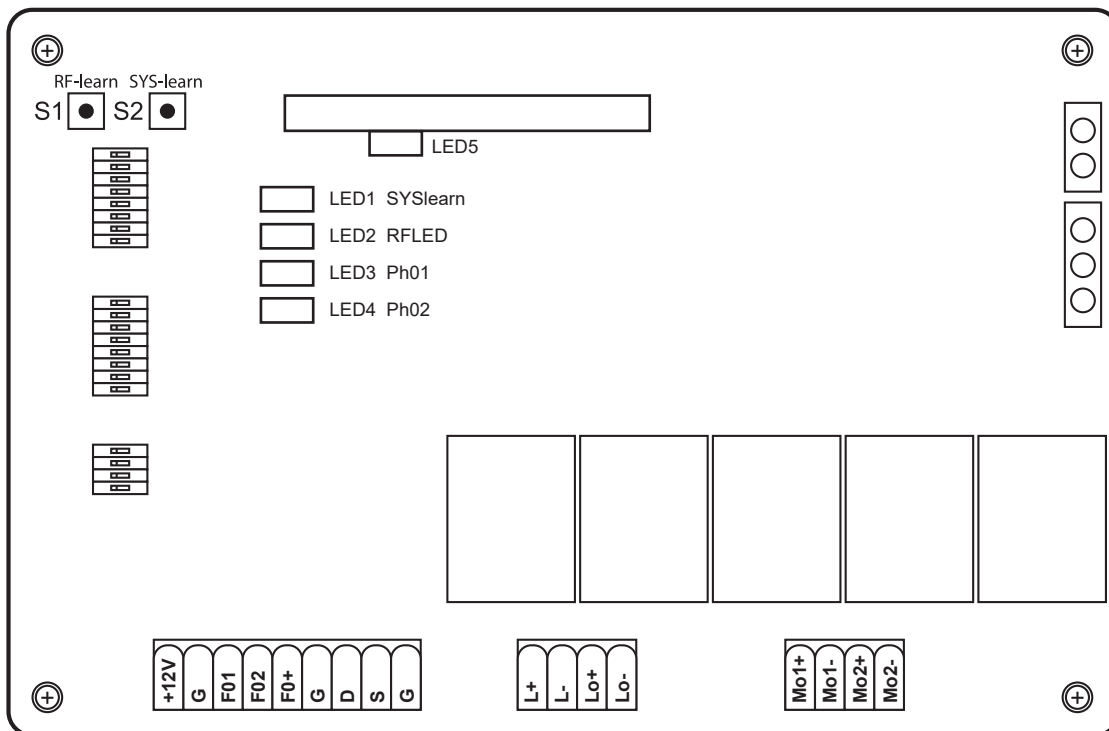 RF-learn SYS-learn
S1 S2
LED5
LED1 SYSlearn
LED2 RFLED
LED3 Ph01
LED4 Ph02
+12V G F01 F02 F0+ G D S G
L+ L- Lo+ Lo-
Mo1+ Mo1- Mo2+ Mo2-